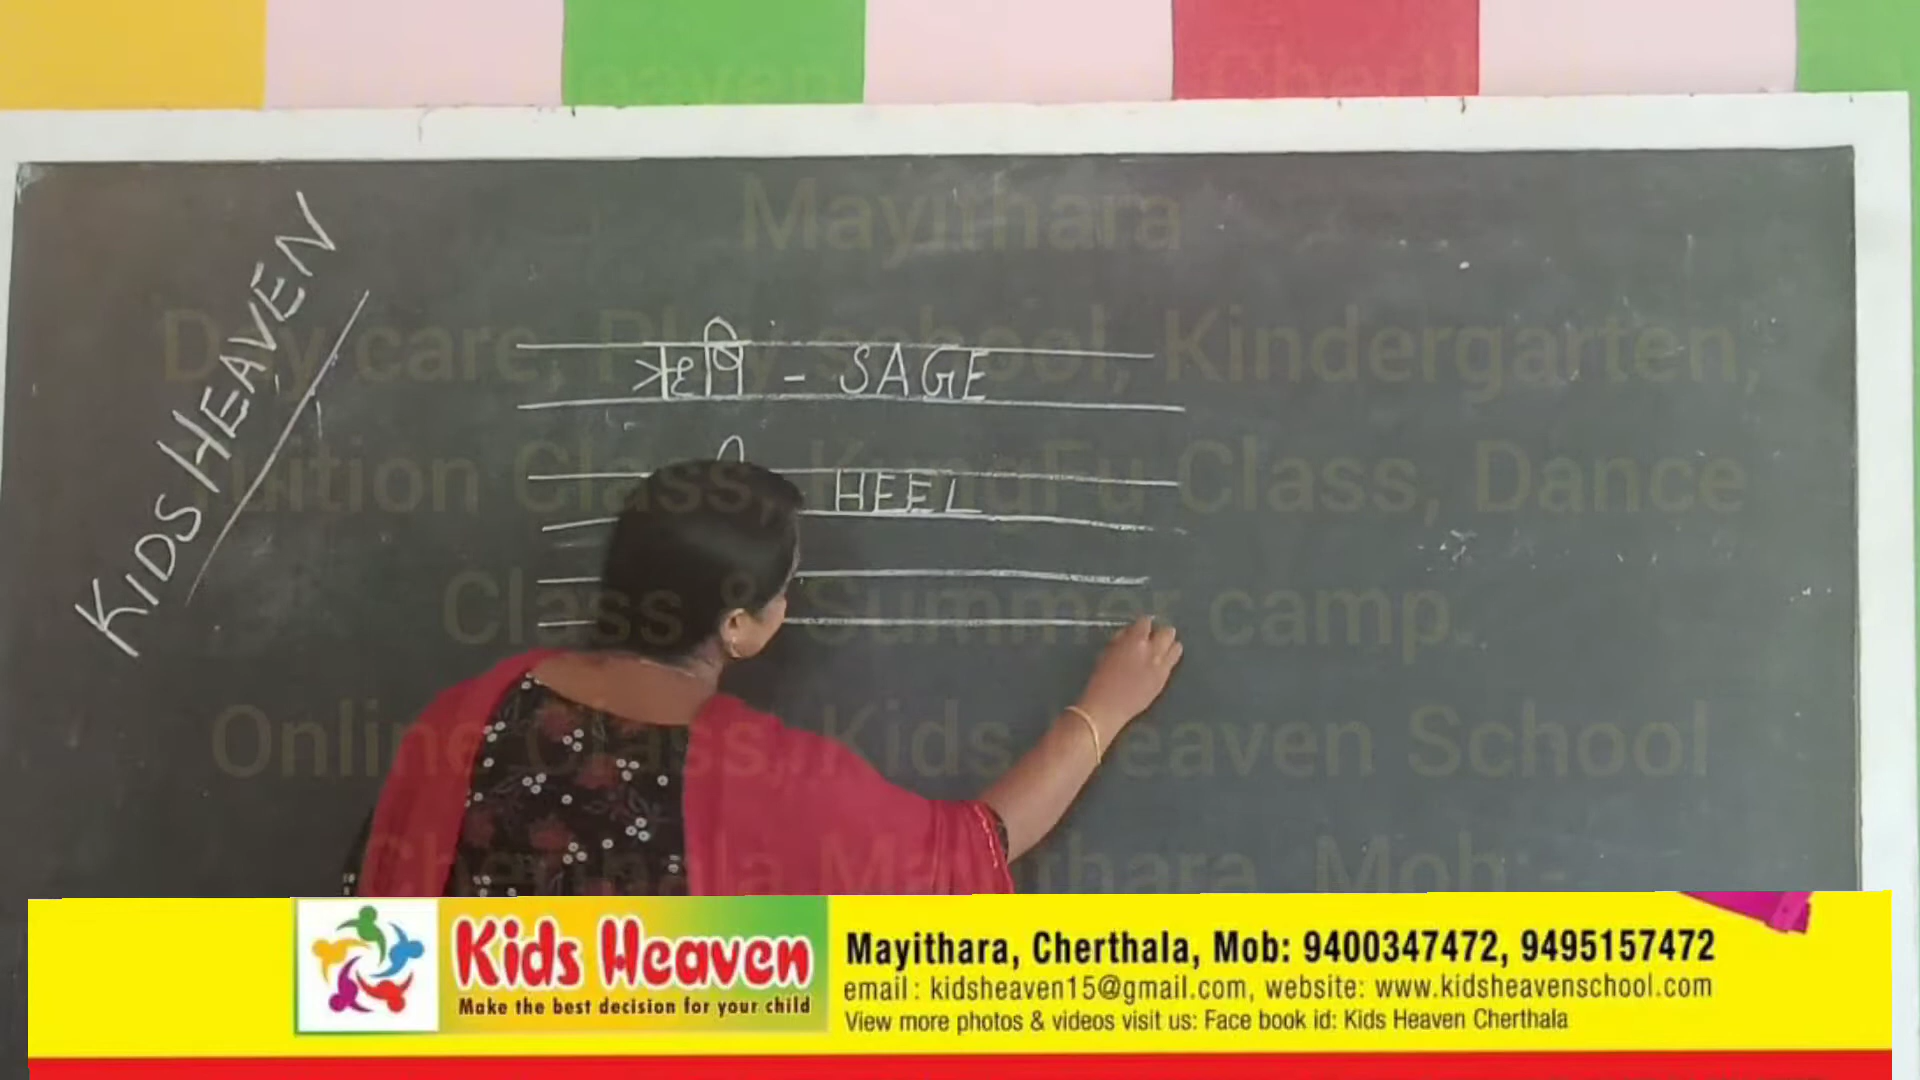 KIDS HEAVEN
Mayithara
Day care, Play school, Kindergarten,
ऋषि - SAGE
Tuition Class, KungFu Class, Dance
HEEL
Class & Summer camp.
Online Class, Kids Heaven School
Cherthala Mayithara, Mob:-
Kids Heaven
Make the best decision for your child
Mayithara, Cherthala, Mob: 9400347472, 9495157472
email : kidsheaven15@gmail.com, website: www.kidsheavenschool.com
View more photos & videos visit us: Face book id: Kids Heaven Cherthala